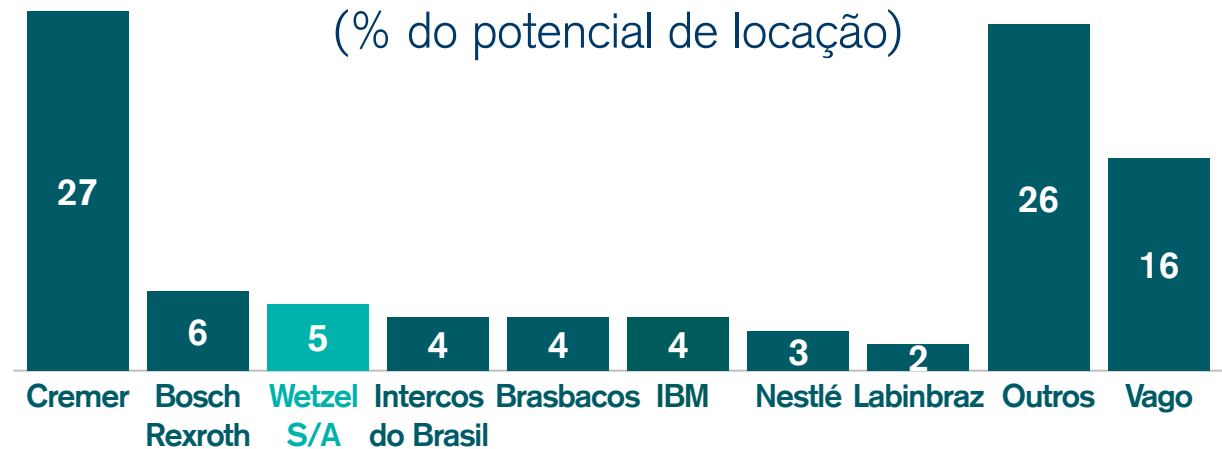 (% do potencial de locação)
27
6
5
4
4
4
3
2
26
16
Cremer
Bosch
Rexroth
Wetzel
S/A
Intercos
do Brasil
Brasbacos
IBM
Nestlé
Labinbraz
Outros
Vago